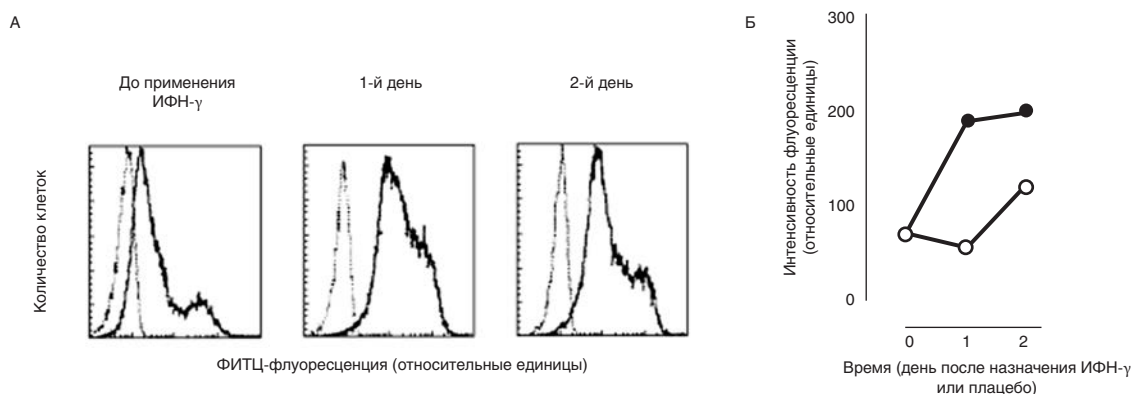 А
До применения
ИФН-γ
1-й день
2-й день
Количество клеток
ФИТЦ-флуоресценция (относительные единицы)
Б
Интенсивность флуоресценции
(относительные единицы)
300
200
100
0
0 1 2
Время (день после назначения ИФН-γ
или плацебо)